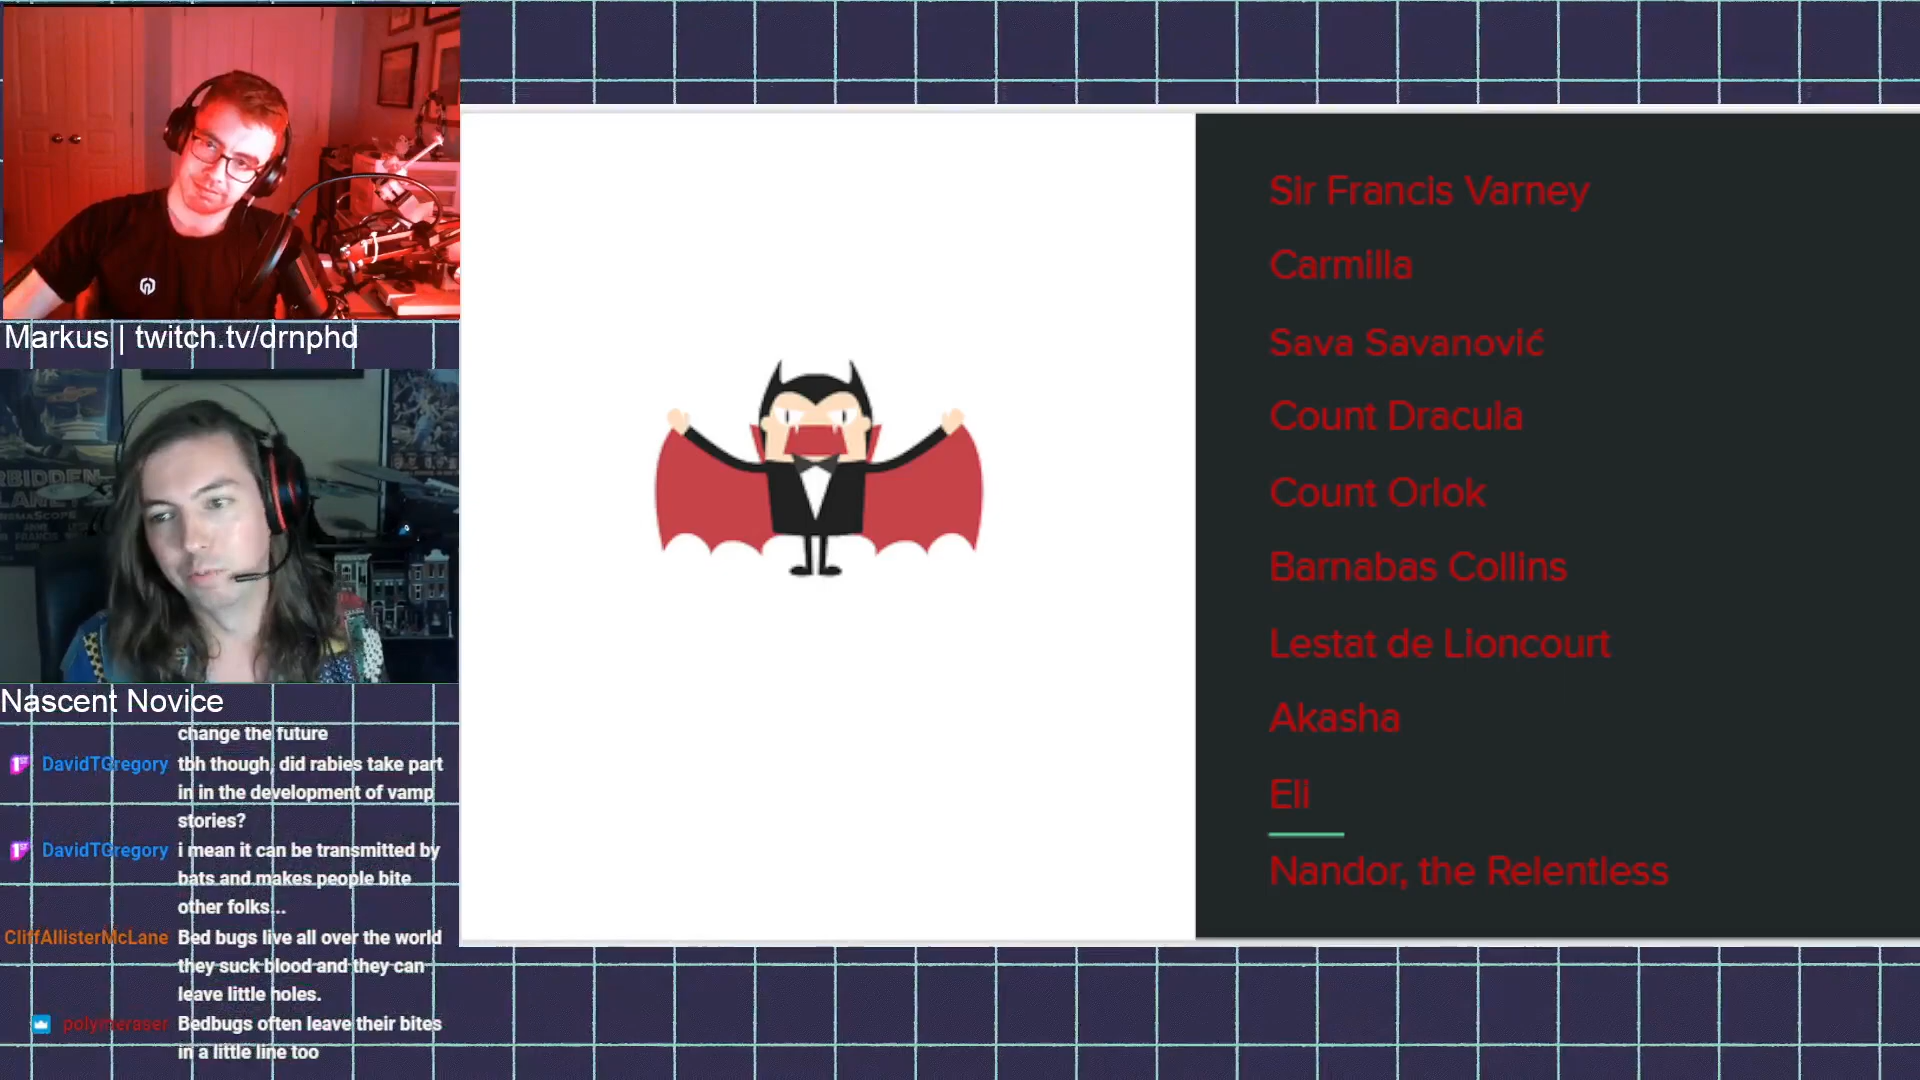 Markus | twitch.tv/drnphd
Nascent Novice
change the future
DavidTGregory tbh though, did rabies take part
in in the development of vamp
stories?
DavidTGregory i mean it can be transmitted by
bats and makes people bite
other folks...
CliffAllisterMcLane Bed bugs live all over the world
they suck blood and they can
leave little holes.
Bedbugs often leave their bites
in a little line too
Sir Francis Varney
Carmilla
Sava Savanović
Count Dracula
Count Orlok
Barnabas Collins
Lestat de Lioncourt
Akasha
Eli
Nandor, the Relentless